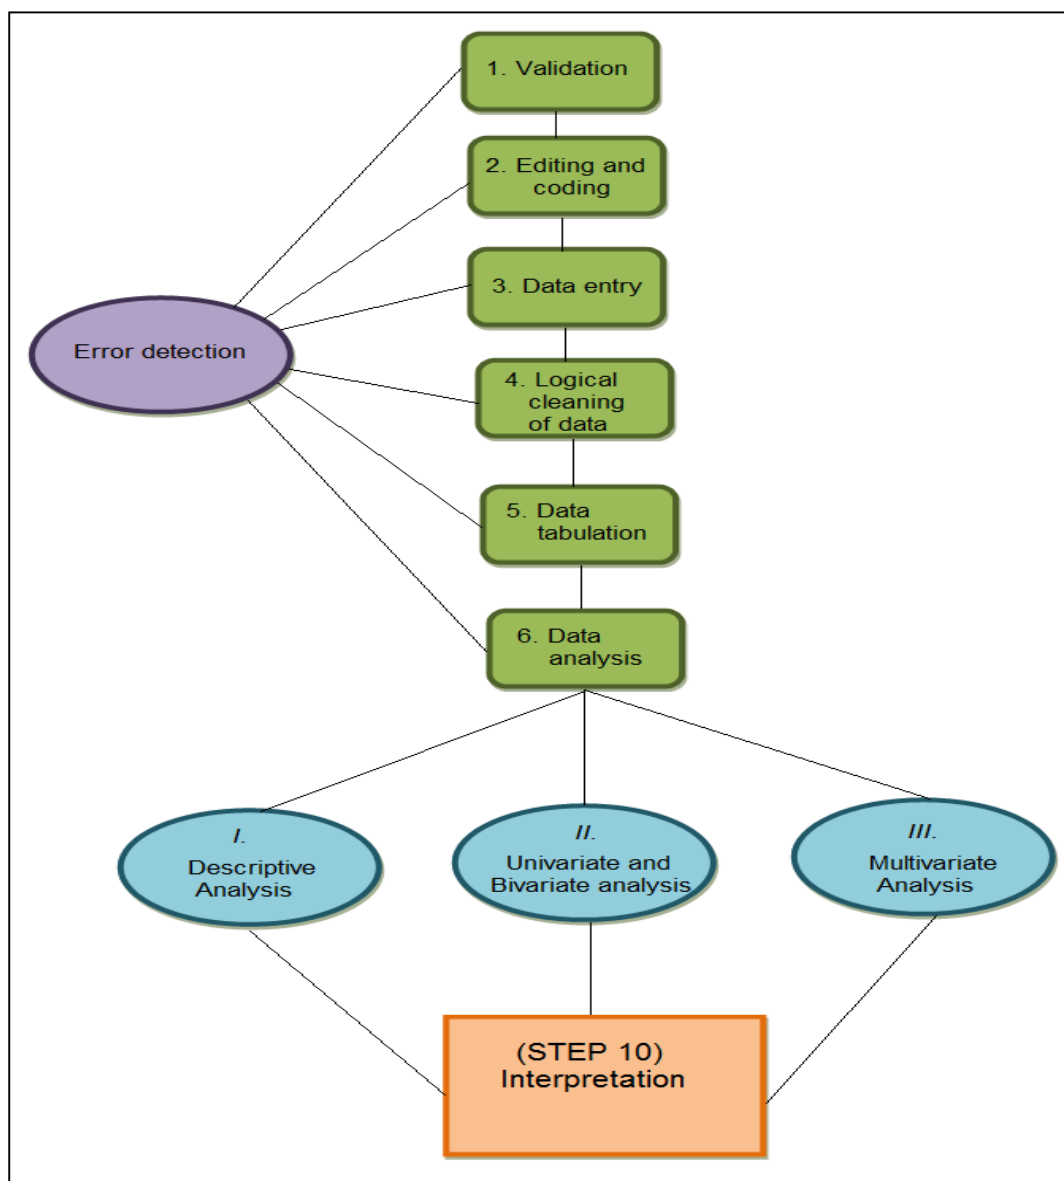 1. Validation
2. Editing and
coding
3. Data entry
Error detection
4. Logical
cleaning
of data
5. Data
tabulation
6. Data
analysis
I.
Descriptive
Analysis
II.
Univariate and
Bivariate analysis
III.
Multivariate
Analysis
(STEP 10)
Interpretation